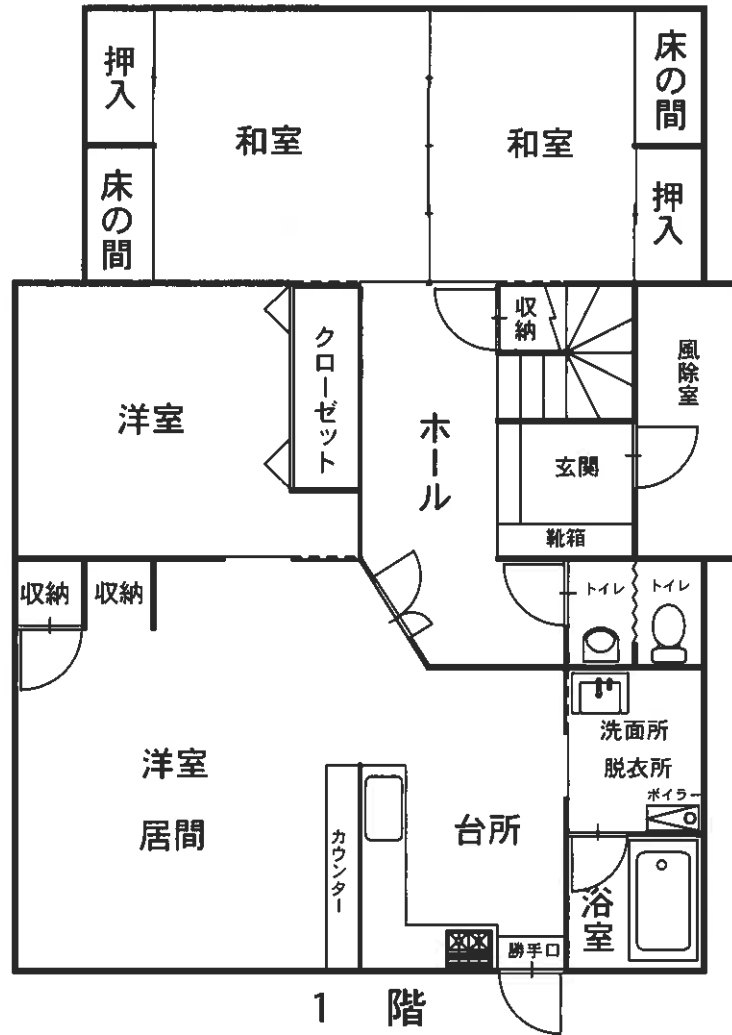 押入
和室
和室
床の間
床の間
押入
洋室
クローゼット
ホール
収納
風除室
玄関
靴箱
収納
収納
トイレ
トイレ
洗面所
脱衣所
ボイラー
洋室
居間
カウンター
台所
浴室
勝手口
1 階